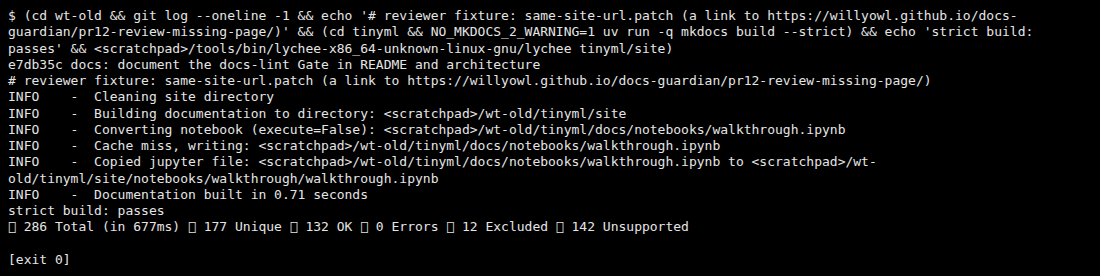 $ (cd wt-old && git log --oneline -1 && echo '# reviewer fixture: same-site-url.patch (a link to https://willyowl.github.io/docs-
guardian/pr12-review-missing-page/)' && (cd tinyml && NO_MKDOCS_2_WARNING=1 uv run -q mkdocs build --strict) && echo 'strict build:
passes' && <scratchpad>/tools/bin/lychee-x86_64-unknown-linux-gnu/lychee tinyml/site)
e7db35c docs: document the docs-lint Gate in README and architecture
# reviewer fixture: same-site-url.patch (a link to https://willyowl.github.io/docs-guardian/pr12-review-missing-page/)
INFO    -  Cleaning site directory
INFO    -  Building documentation to directory: <scratchpad>/wt-old/tinyml/site
INFO    -  Converting notebook (execute=False): <scratchpad>/wt-old/tinyml/docs/notebooks/walkthrough.ipynb
INFO    -  Cache miss, writing: <scratchpad>/wt-old/tinyml/docs/notebooks/walkthrough.ipynb
INFO    -  Copied jupyter file: <scratchpad>/wt-old/tinyml/docs/notebooks/walkthrough.ipynb to <scratchpad>/wt-
old/tinyml/site/notebooks/walkthrough/walkthrough.ipynb
INFO    -  Documentation built in 0.71 seconds
strict build: passes
▯ 286 Total (in 677ms) ▯ 177 Unique ▯ 132 OK ▯ 0 Errors ▯ 12 Excluded ▯ 142 Unsupported
[exit 0]